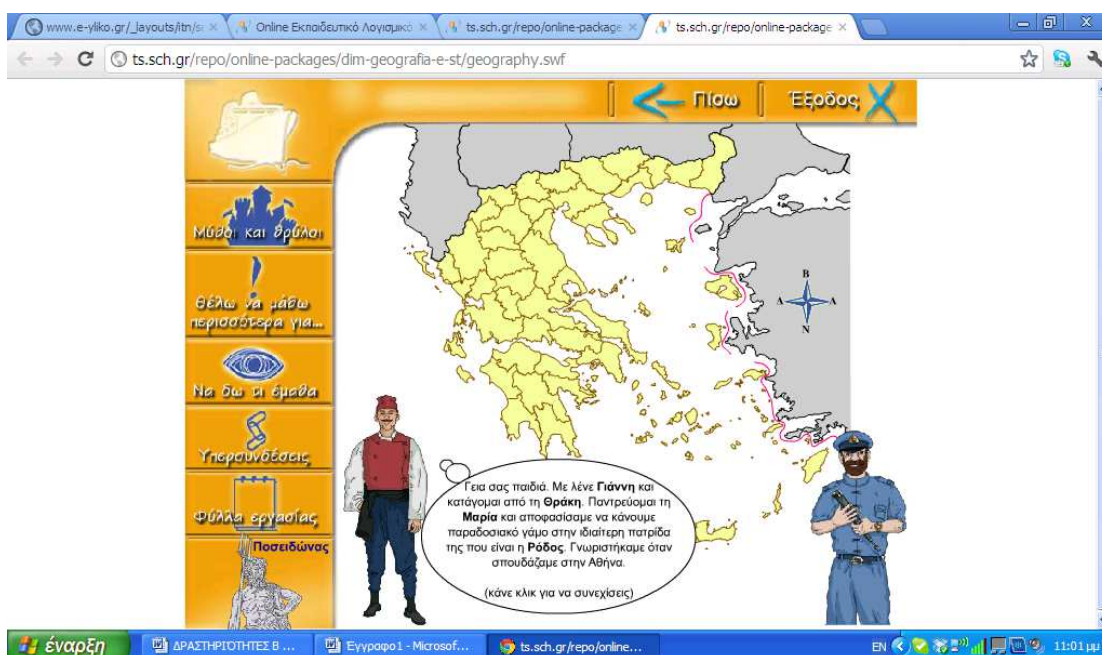 www.e-yliko.gr/_layouts/itn/s
Online Εκπαιδευτικό Λογισμικό
ts.sch.gr/repo/online-package
ts.sch.gr/repo/online-package
ts.sch.gr/repo/online-packages/dim-geografia-e-st/geography.swf
Πίσω
Έξοδος
Μύθοι και θρύλοι
Θέλω να μάθω
περισσότερα για...
Να δω τι έμαθα
Υπερσυνδέσεις
Φύλλα εργασίας
Ποσειδώνας
Β
Α
Α
Ν
Γεια σας παιδιά. Με λένε Γιάννη και
κατάγομαι από τη Θράκη. Παντρεύομαι τη
Μαρία και αποφασίσαμε να κάνουμε
παραδοσιακό γάμο στην ιδιαίτερη πατρίδα
της που είναι η Ρόδος. Γνωριστήκαμε όταν
σπουδάζαμε στην Αθήνα.
(κάνε κλικ για να συνεχίσεις)
έναρξη
ΔΡΑΣΤΗΡΙΟΤΗΤΕΣ Β ...
Έγγραφο1 - Microsof...
ts.sch.gr/repo/online...
EN
11:01 μμ